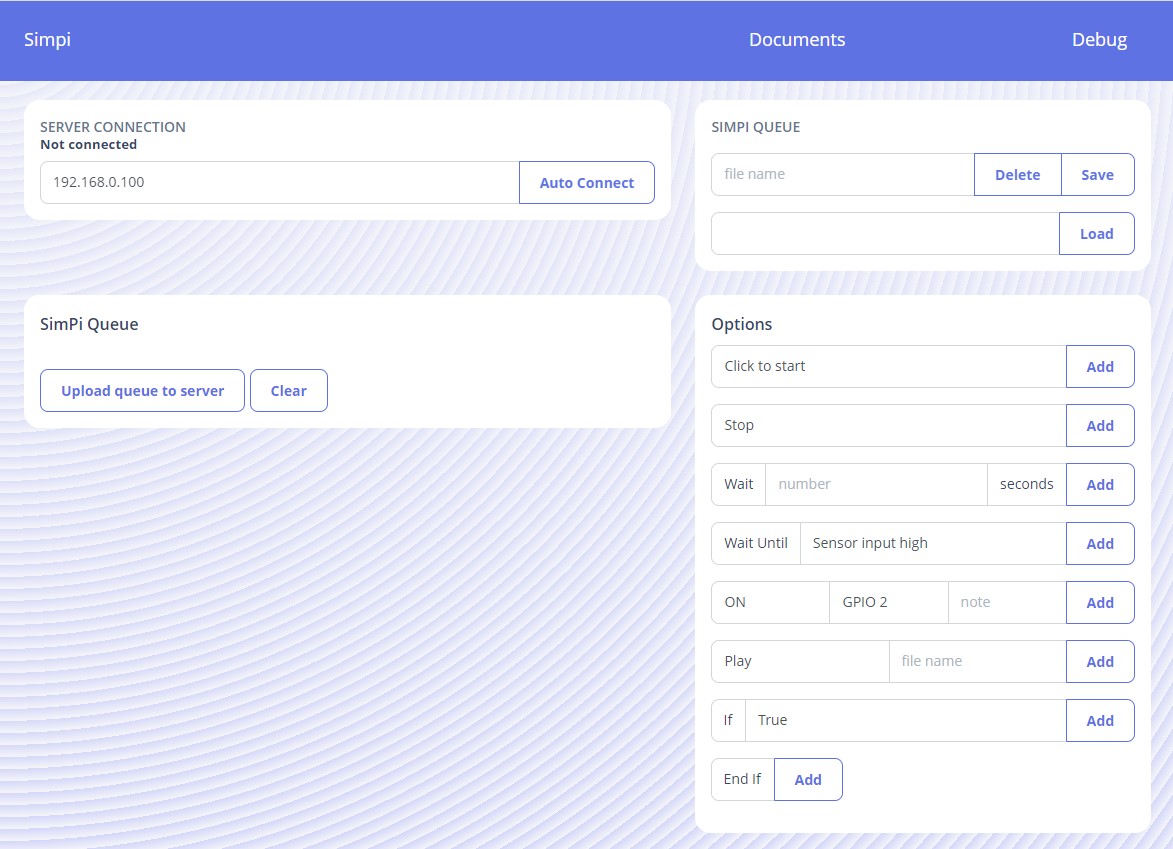 Simpi Documents Debug
SERVER CONNECTION
Not connected
192.168.0.100 Auto Connect
SIMPI QUEUE
file name Delete Save
Load
SimPi Queue
Upload queue to server Clear
Options
Click to start Add
Stop Add
Wait number seconds Add
Wait Until Sensor input high Add
ON GPIO 2 note Add
Play file name Add
If True Add
End If Add